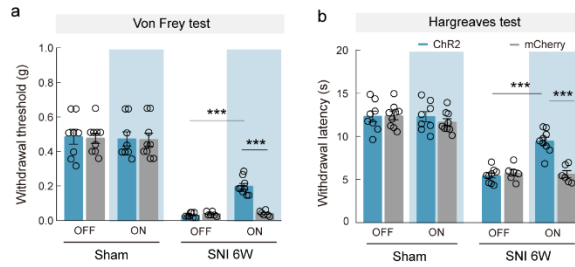 a
Von Frey test
Withdrawal threshold (g)
1.0
0.8
0.6
0.4
0.2
0.0
***
***
OFF ON OFF ON
Sham SNI 6W
b
Hargreaves test
ChR2 mCherry
Withdrawal latency (s)
20
15
10
5
0
***
***
OFF ON OFF ON
Sham SNI 6W